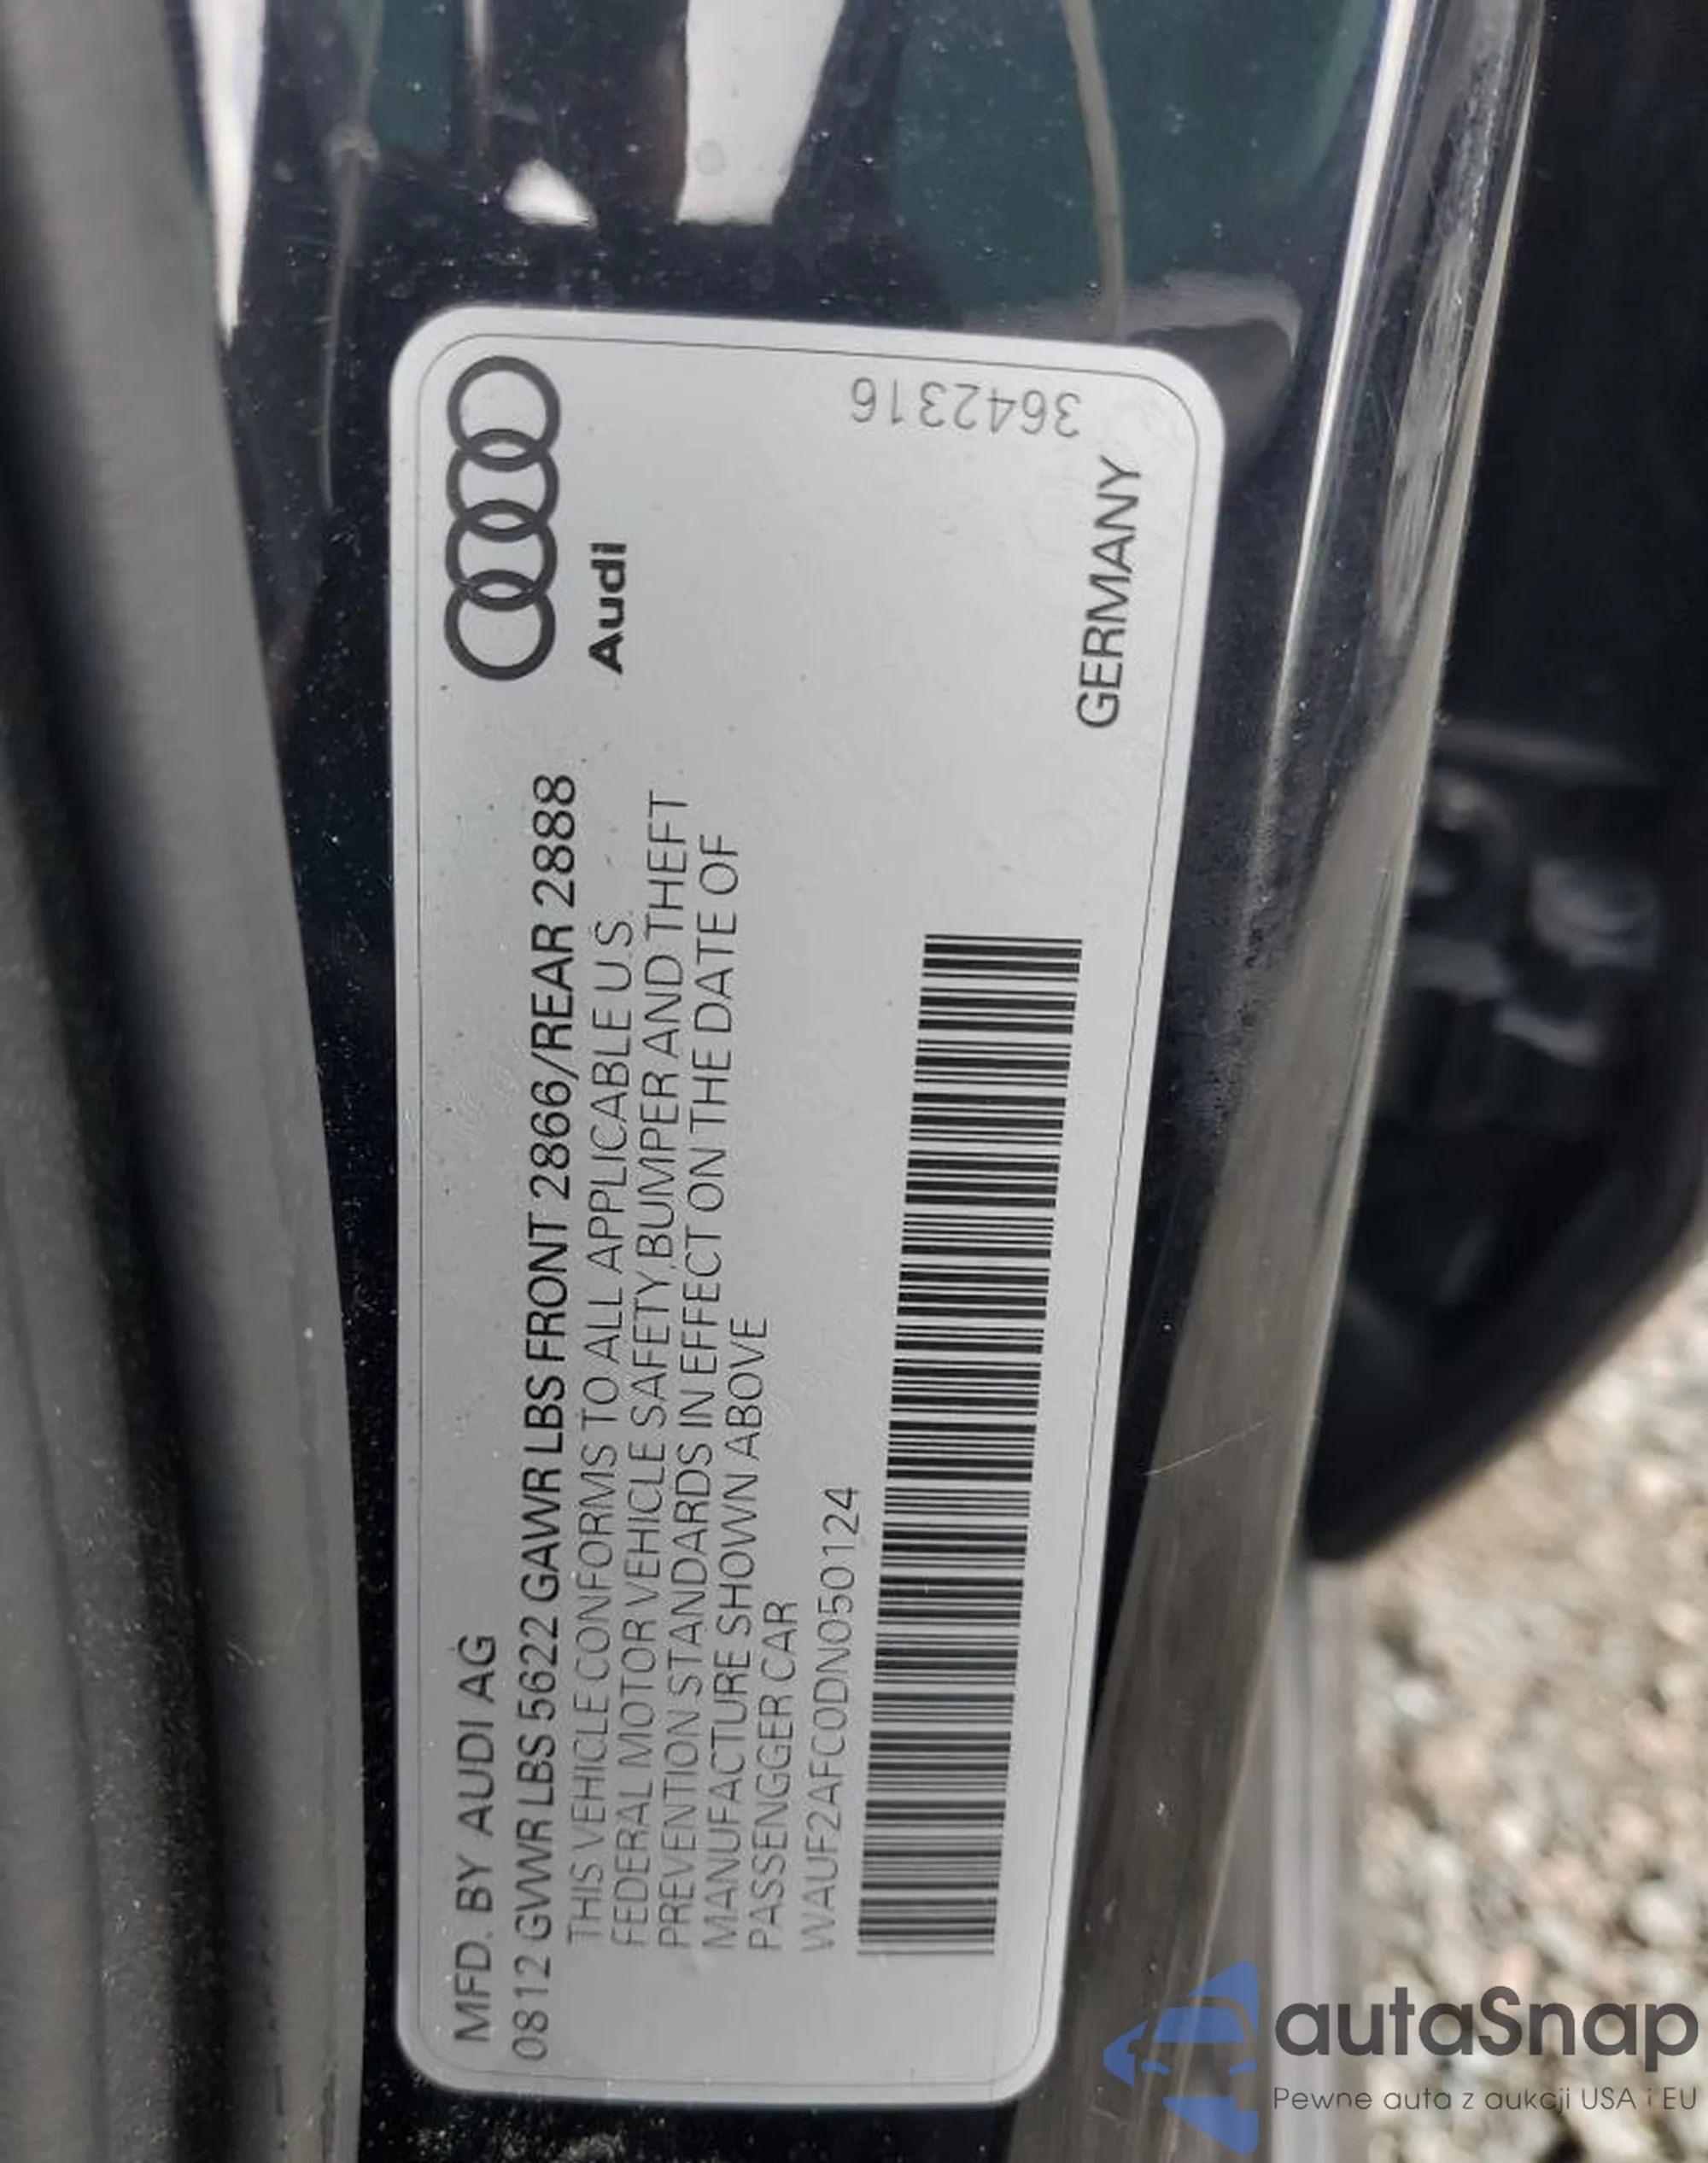 MFD. BY AUDI AG
0812 GVWR LBS 5622 GAWR LBS FRONT 2866/REAR 2888
THIS VEHICLE CONFORMS TO ALL APPLICABLE U.S.
FEDERAL MOTOR VEHICLE SAFETY,BUMPER AND THEFT
PREVENTION STANDARDS IN EFFECT ON THE DATE OF
MANUFACTURE SHOWN ABOVE
PASSENGER CAR
WAUF2AFC0DN050124
Audi
GERMANY
3642316
autaSnap
Pewne auta z aukcji USA i EU